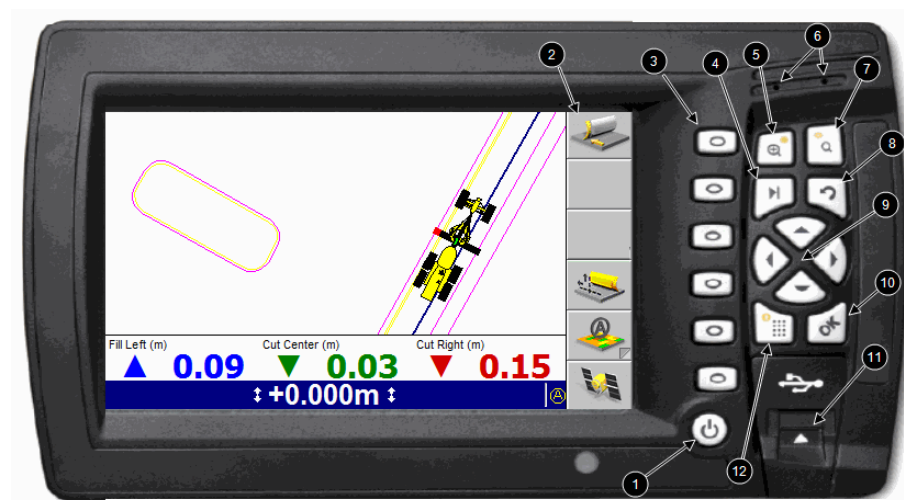 2
3
4
5
6
7
8
9
10
11
12
1
OK
Fill Left (m)
Cut Center (m)
Cut Right (m)
▲ 0.09
▼ 0.03
▼ 0.15
↕ +0.000m ↕
A
A